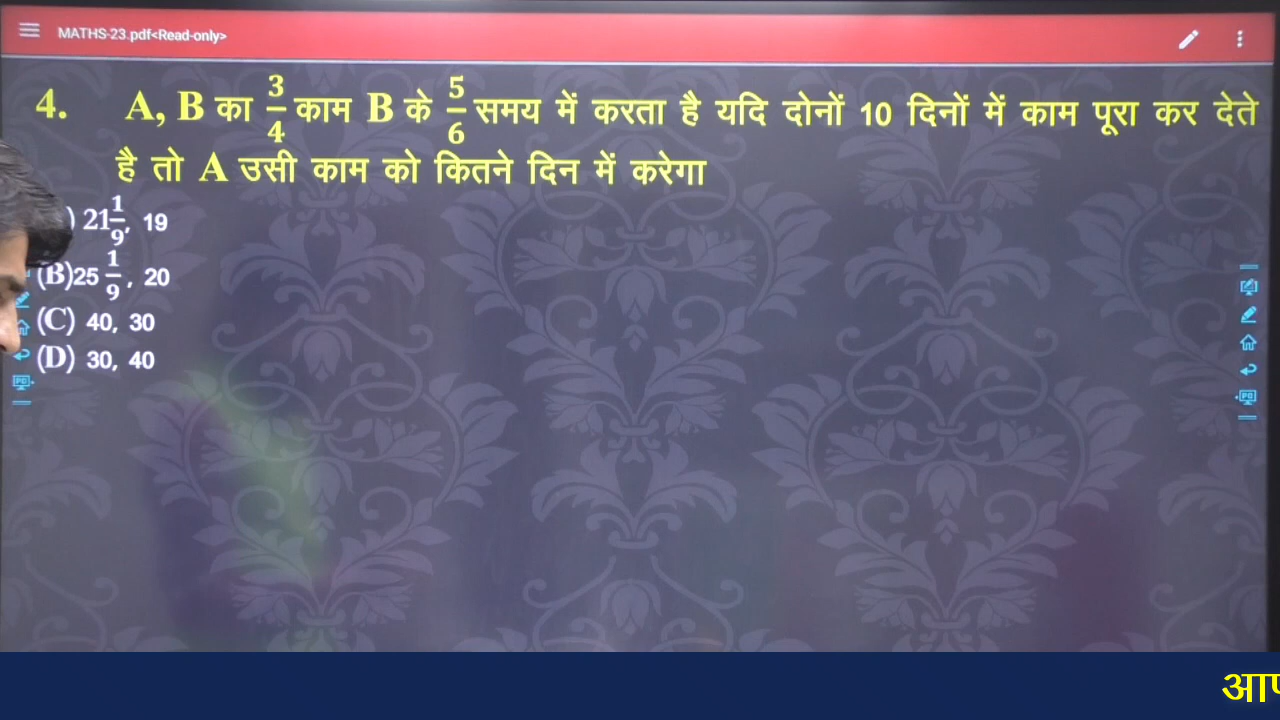 MATHS-23.pdf<Read-only>
4. A, B का 3/4 काम B के 5/6 समय में करता है यदि दोनों 10 दिनों में काम पूरा कर देते
है तो A उसी काम को कितने दिन में करेगा
) 21 1/9, 19
(B)25 1/9, 20
(C) 40, 30
(D) 30, 40